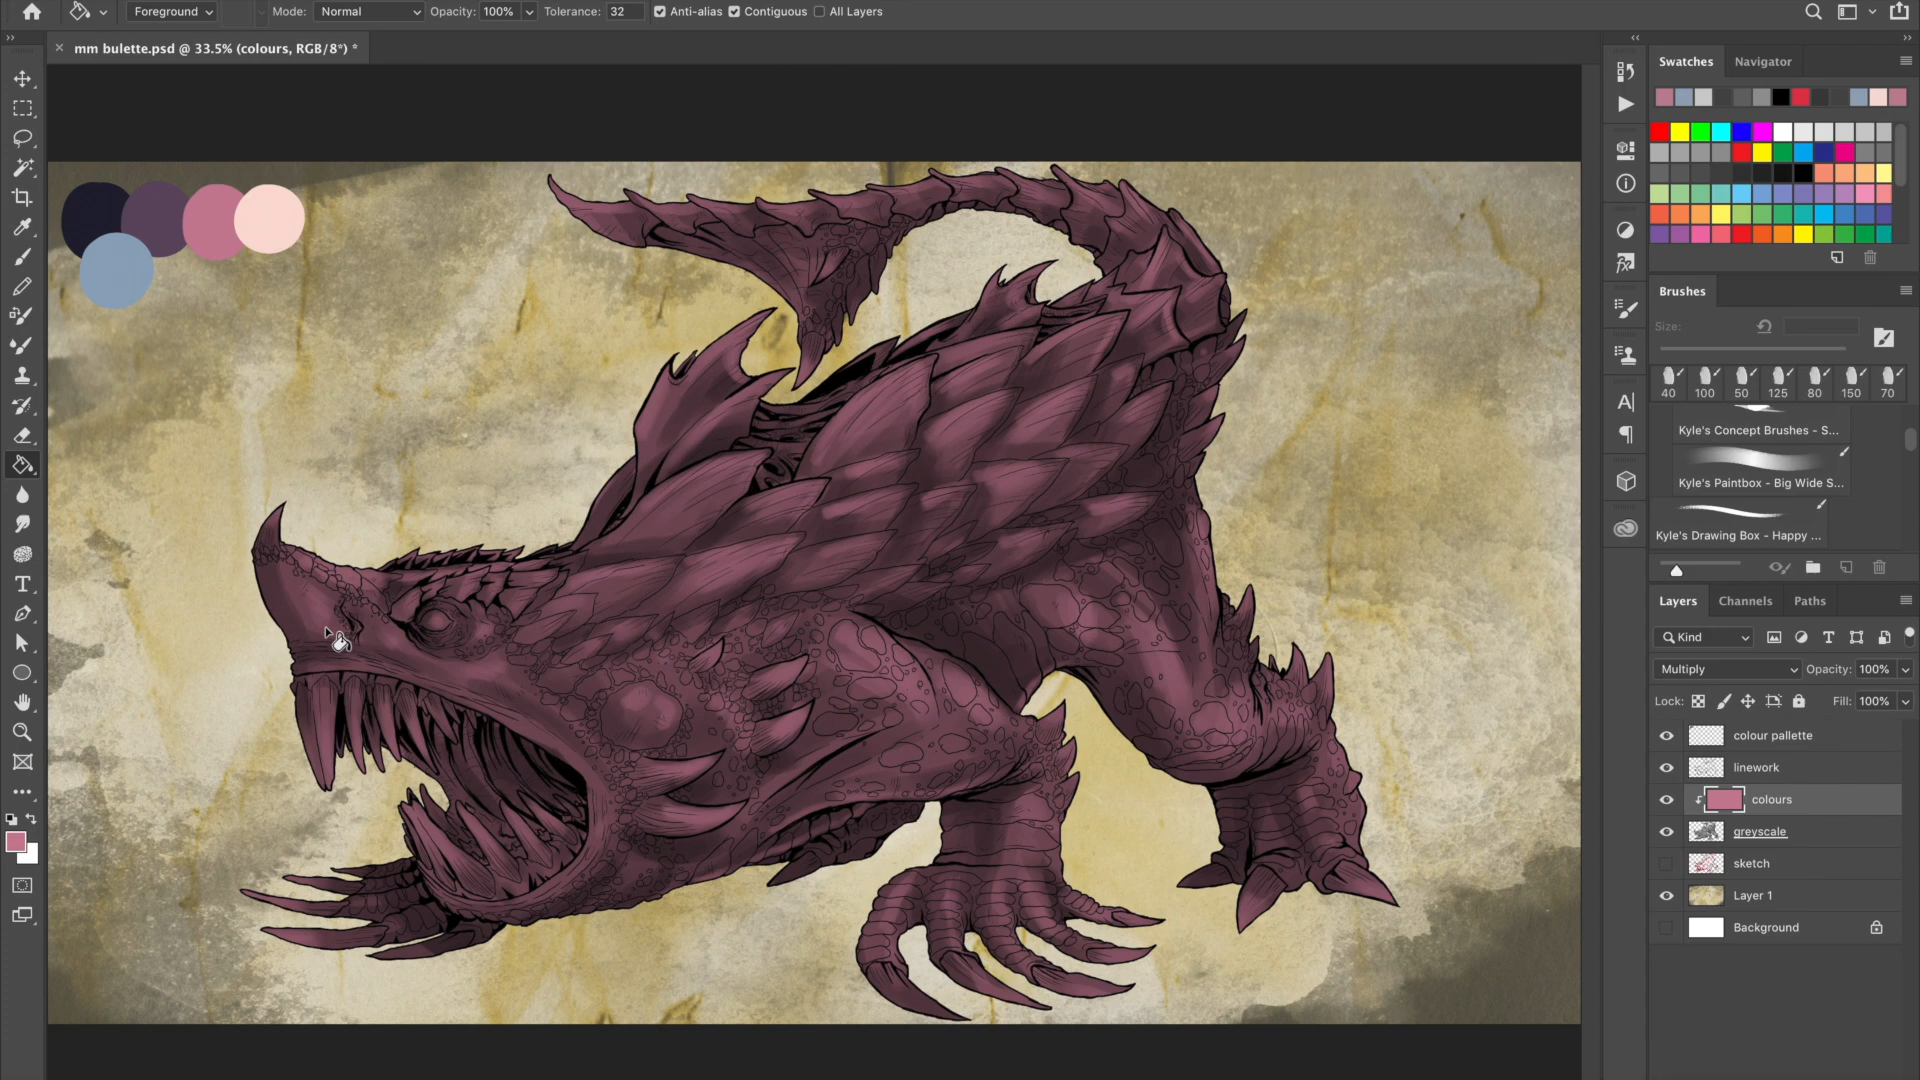 Foreground Mode: Normal Opacity: 100% Tolerance: 32 Anti-alias Contiguous All Layers
mm bulette.psd @ 33.5% (colours, RGB/8*) *
Swatches Navigator
Brushes
Size:
40 100 50 125 80 150 70
Kyle's Concept Brushes - S...
Kyle's Paintbox - Big Wide S...
Kyle's Drawing Box - Happy ...
Layers Channels Paths
Kind
Multiply Opacity: 100%
Lock: Fill: 100%
colour pallette
linework
colours
greyscale
sketch
Layer 1
Background